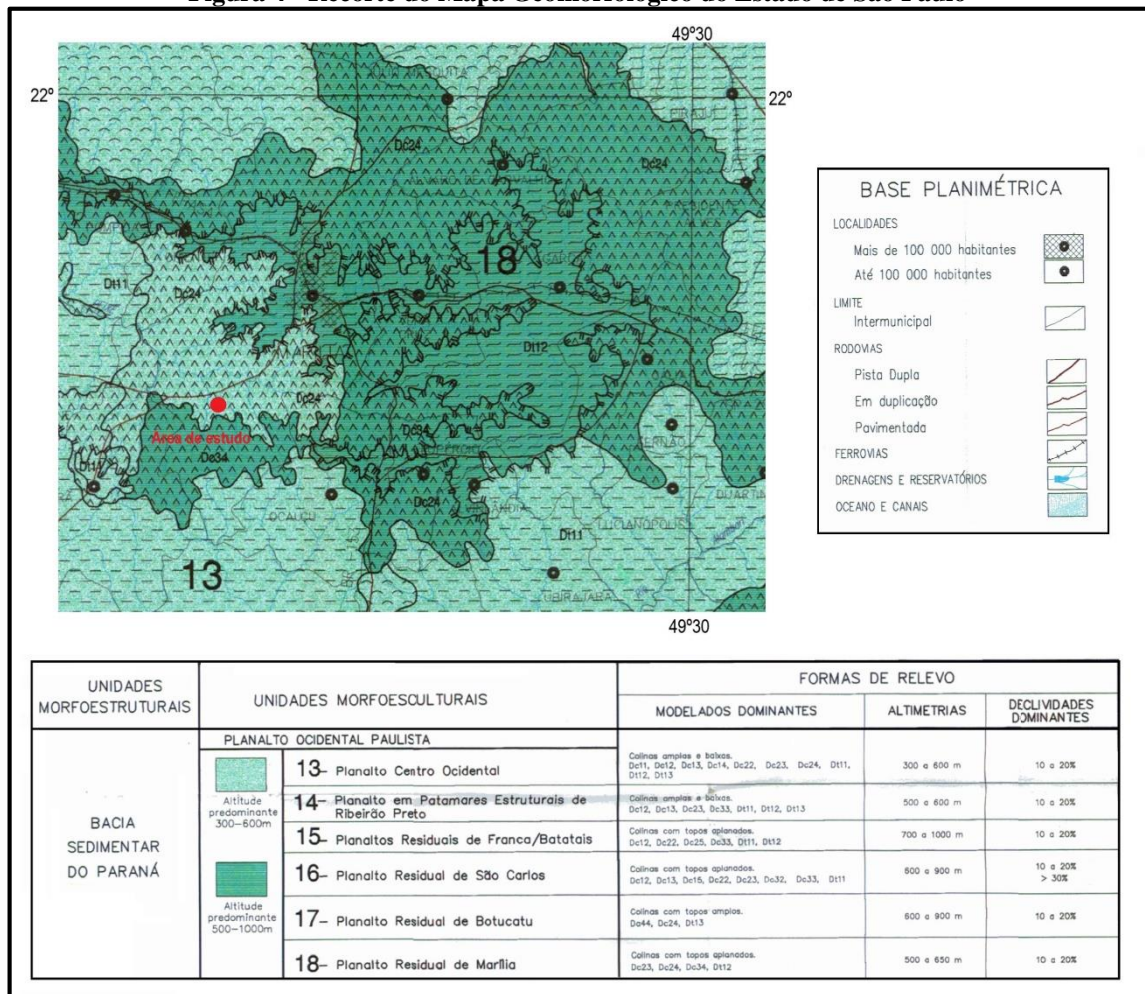 Figura 4 - Recorte do Mapa Geomorfológico do Estado de São Paulo
49º30
22º
22º
Dc24
Dc24
18
Dt11
Dc24
Dt12
Dc24
Dc34
Área de estudo
Dc34
Dt11
Dc24
OCAUÇU
LUCIANÓPOLIS
Dt11
13
UBIRAJARA
49º30
BASE PLANIMÉTRICA
LOCALIDADES
Mais de 100 000 habitantes
Até 100 000 habitantes
LIMITE
Intermunicipal
RODOVIAS
Pista Dupla
Em duplicação
Pavimentada
FERROVIAS
DRENAGENS E RESERVATÓRIOS
OCEANO E CANAIS
UNIDADES MORFOESTRUTURAIS
UNIDADES MORFOESCULTURAIS
FORMAS DE RELEVO
MODELADOS DOMINANTES
ALTIMETRIAS
DECLIVIDADES DOMINANTES
BACIA SEDIMENTAR DO PARANÁ
PLANALTO OCIDENTAL PAULISTA
Altitude predominante 300-600m
Altitude predominante 500-1000m
13- Planalto Centro Ocidental
Colinas amplas e baixas.
Dc11, Dc12, Dc13, Dc14, Dc22, Dc23, Dc24, Dt11,
Dt12, Dt13
300 a 600 m
10 a 20%
14- Planalto em Patamares Estruturais de
Ribeirão Preto
Colinas amplas e baixas.
Dc12, Dc13, Dc23, Dc33, Dt11, Dt12, Dt13
500 a 600 m
10 a 20%
15- Planaltos Residuais de Franca/Batatais
Colinas com topos aplanados.
Dc12, Dc22, Dc25, Dc33, Dt11, Dt12
700 a 1000 m
10 a 20%
16- Planalto Residual de São Carlos
Colinas com topos aplanados.
Dc12, Dc13, Dc16, Dc22, Dc23, Dc32, Dc33, Dt11
600 a 900 m
10 a 20%
> 30%
17- Planalto Residual de Botucatu
Colinas com topos amplos.
Da44, Dc24, Dt13
600 a 900 m
10 a 20%
18- Planalto Residual de Marília
Colinas com topos aplanados.
Dc23, Dc24, Dc34, Dt12
500 a 650 m
10 a 20%